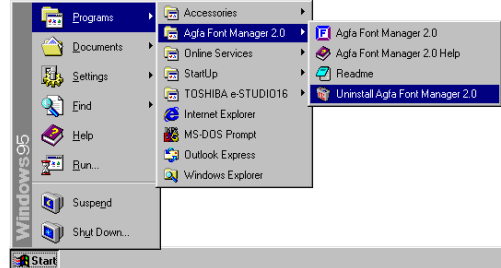 Programs
Documents
Settings
Find
Help
Run...
Suspend
Shut Down...
Windows95
Start
Accessories
Agfa Font Manager 2.0
Online Services
StartUp
TOSHIBA e-STUDIO16
Internet Explorer
MS-DOS Prompt
Outlook Express
Windows Explorer
Agfa Font Manager 2.0
Agfa Font Manager 2.0 Help
Readme
Uninstall Agfa Font Manager 2.0